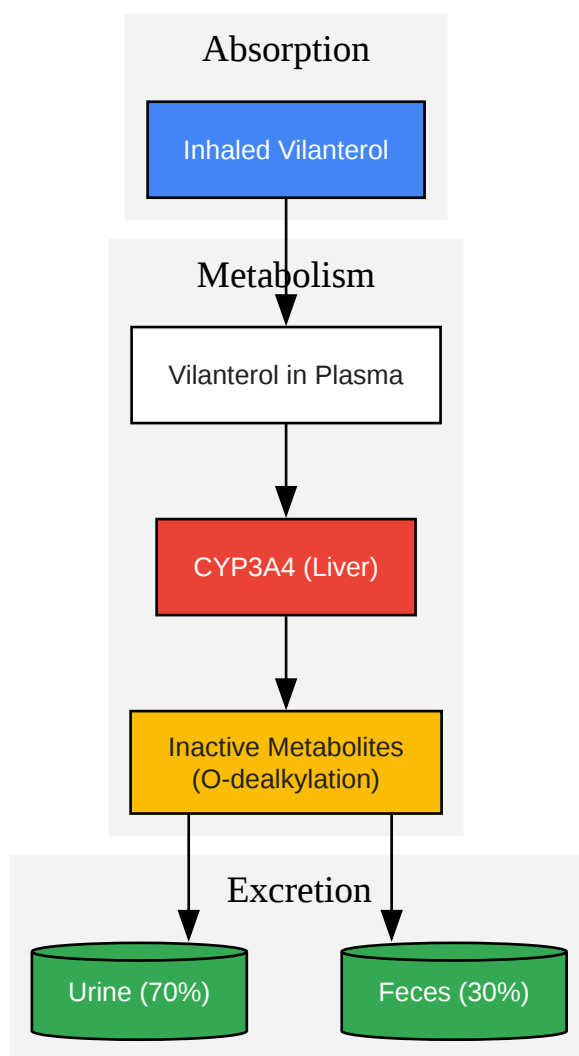 Absorption
Inhaled Vilanterol
Metabolism
Vilanterol in Plasma
CYP3A4 (Liver)
Inactive Metabolites
(O-dealkylation)
Excretion
Urine (70%)
Feces (30%)